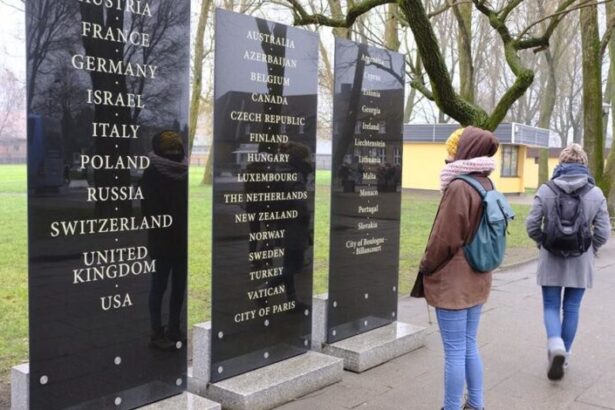 AUSTRIA
FRANCE
GERMANY
ISRAEL
ITALY
POLAND
RUSSIA
SWITZERLAND
UNITED
KINGDOM
USA
AUSTRALIA
AZERBAIJAN
BELGIUM
CANADA
CZECH REPUBLIC
FINLAND
HUNGARY
LUXEMBOURG
THE NETHERLANDS
NEW ZEALAND
NORWAY
SWEDEN
TURKEY
VATICAN
CITY OF PARIS
Argentina
Cyprus
Estonia
Georgia
Ireland
Liechtenstein
Lithuania
Malta
Monaco
Portugal
Slovakia
City of Boulogne -
Billancourt